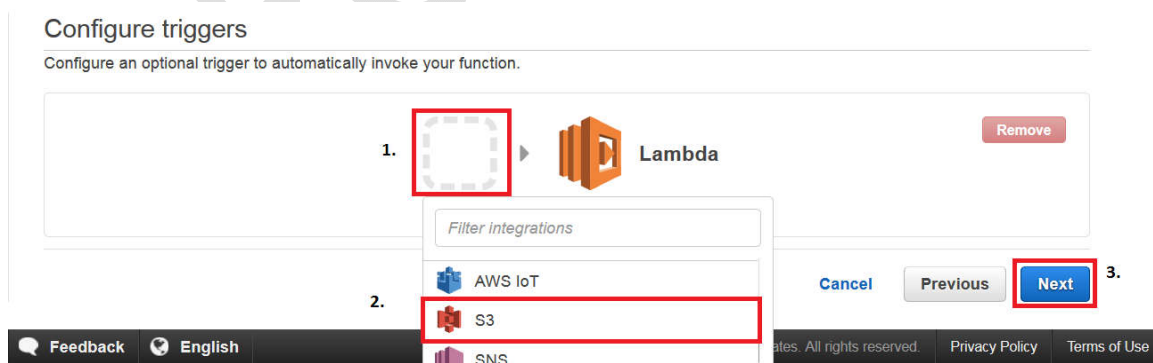 Configure triggers
Configure an optional trigger to automatically invoke your function.
Remove
1.
Lambda
Filter integrations
AWS IoT
Cancel Previous Next 3.
2.
S3
Feedback English
SNS
All rights reserved. Privacy Policy Terms of Use